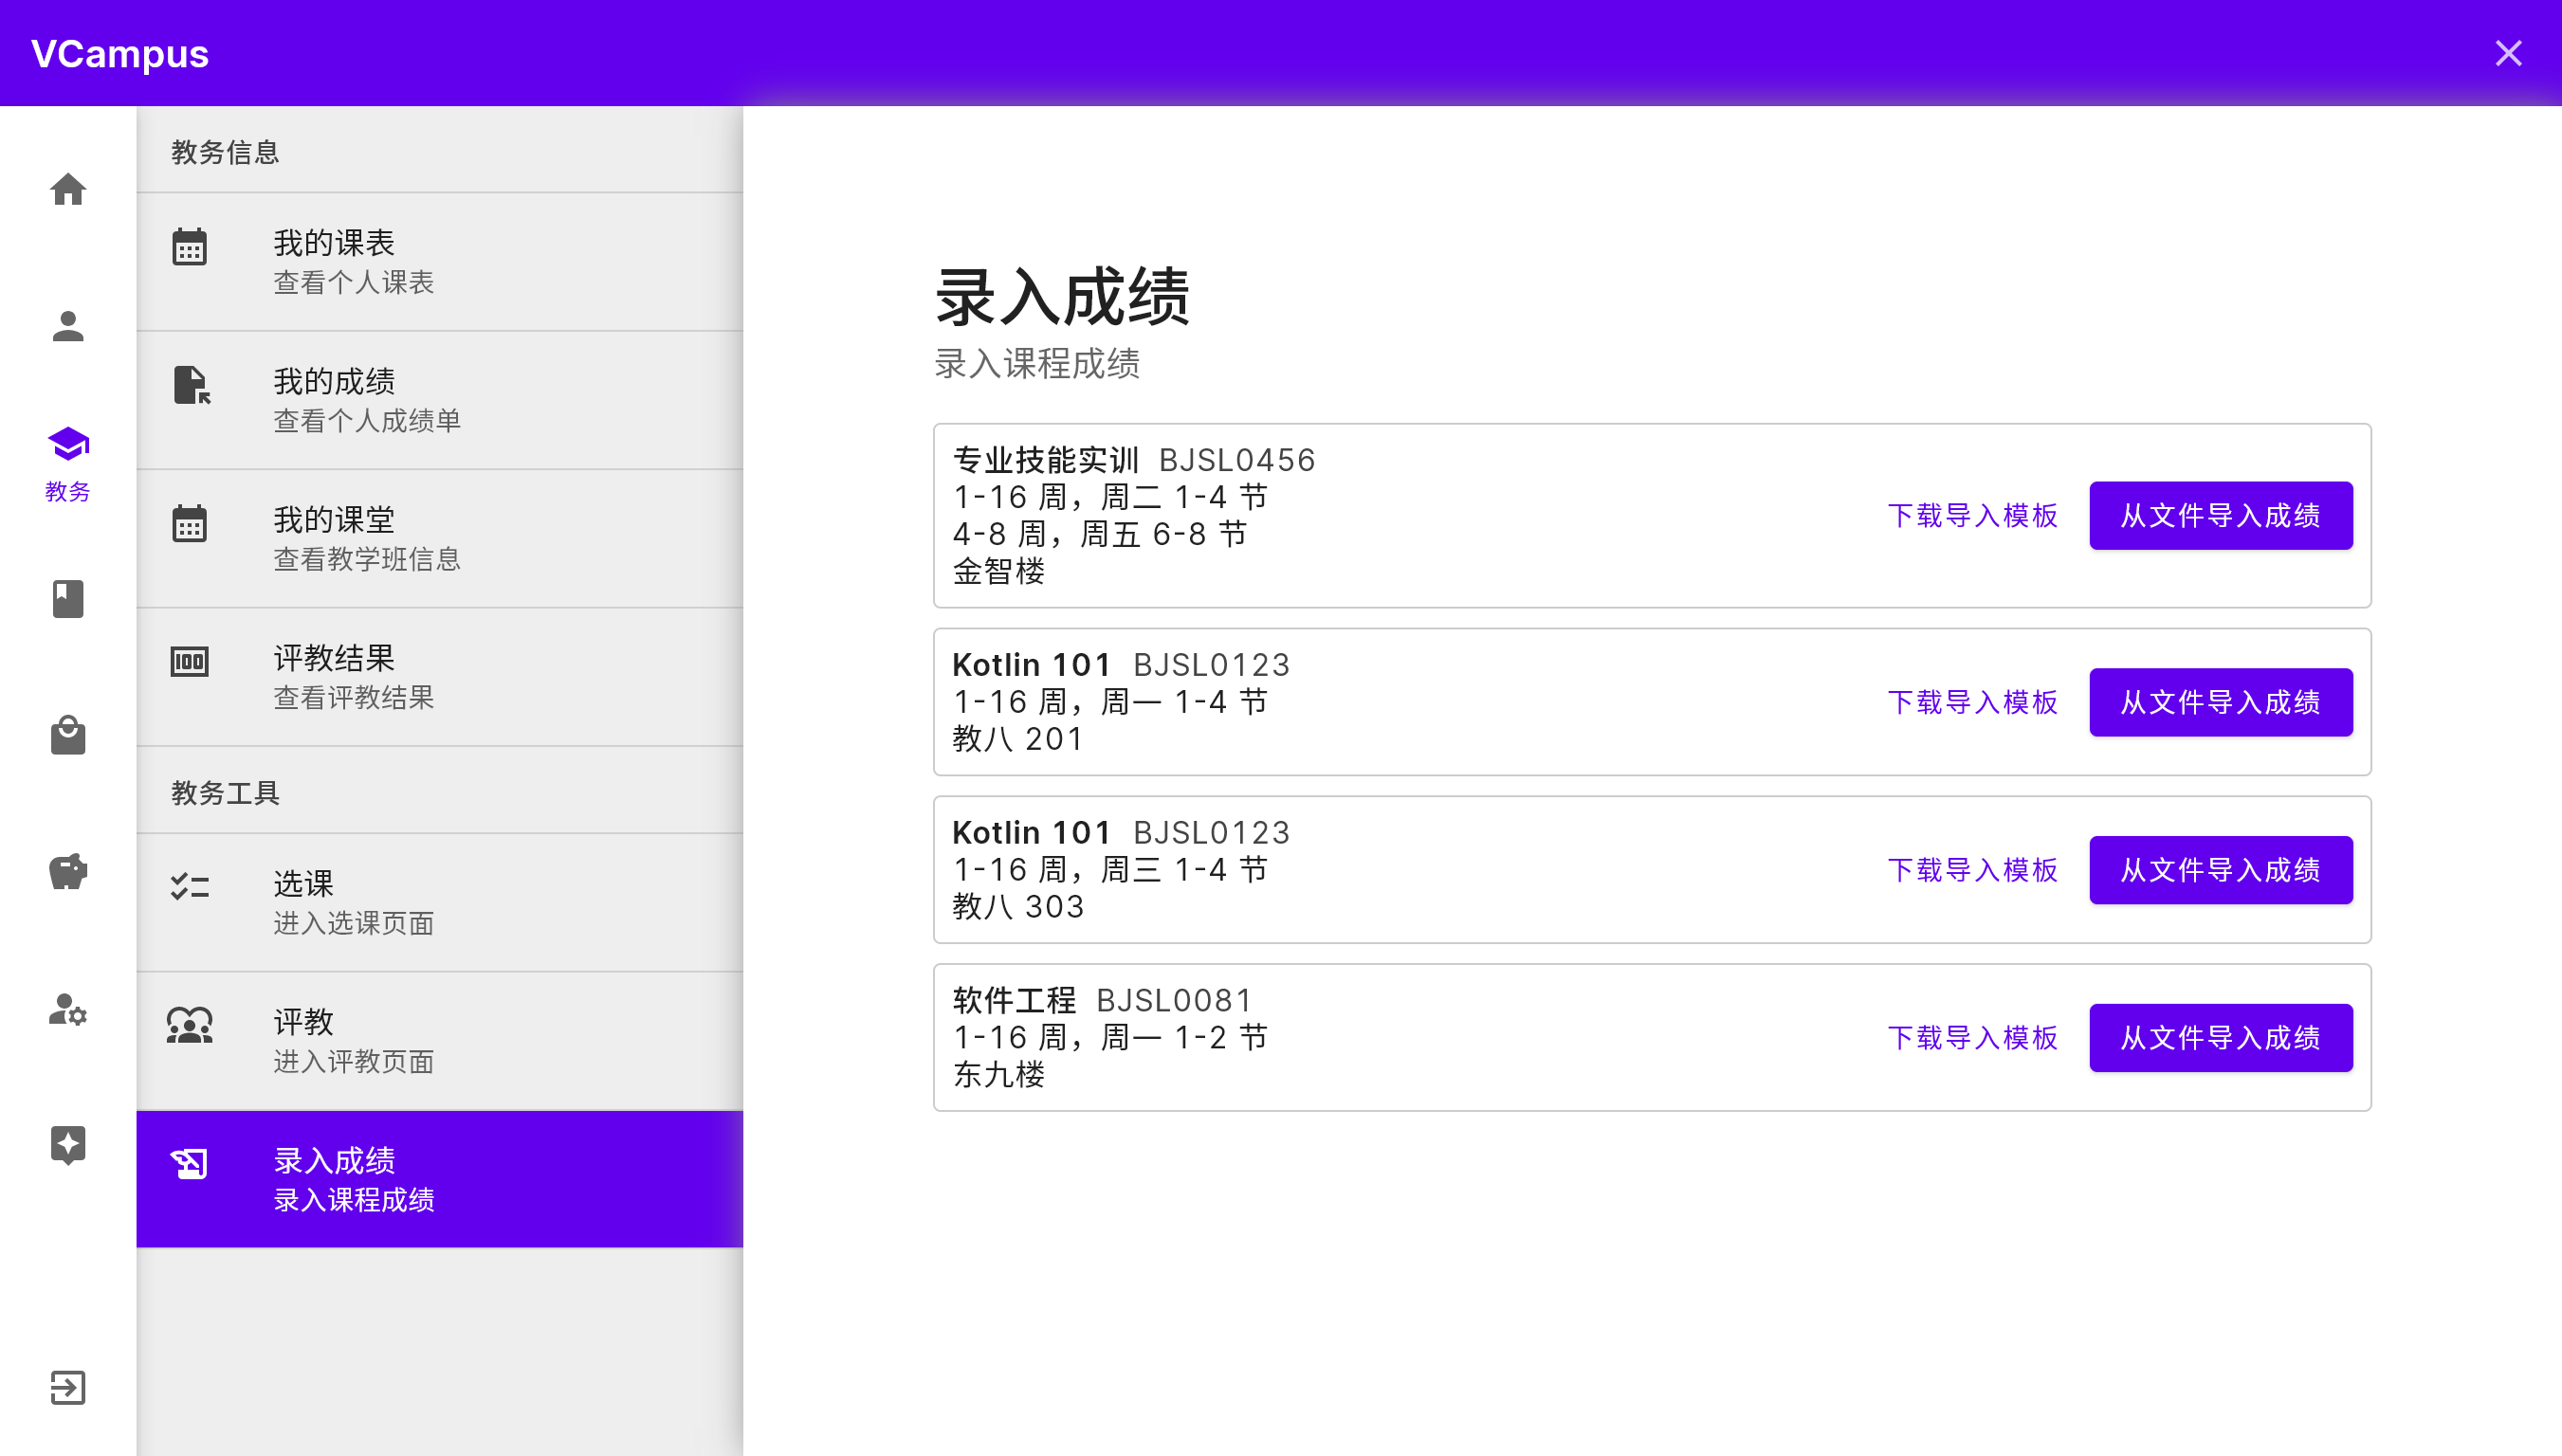 VCampus
教务
教务信息
我的课表
查看个人课表
我的成绩
查看个人成绩单
我的课堂
查看教学班信息
评教结果
查看评教结果
教务工具
选课
进入选课页面
评教
进入评教页面
录入成绩
录入课程成绩
录入成绩
录入课程成绩
专业技能实训 BJSL0456
1-16 周，周二 1-4 节
4-8 周，周五 6-8 节
金智楼
下载导入模板 从文件导入成绩
Kotlin 101 BJSL0123
1-16 周，周一 1-4 节
教八 201
下载导入模板 从文件导入成绩
Kotlin 101 BJSL0123
1-16 周，周三 1-4 节
教八 303
下载导入模板 从文件导入成绩
软件工程 BJSL0081
1-16 周，周一 1-2 节
东九楼
下载导入模板 从文件导入成绩